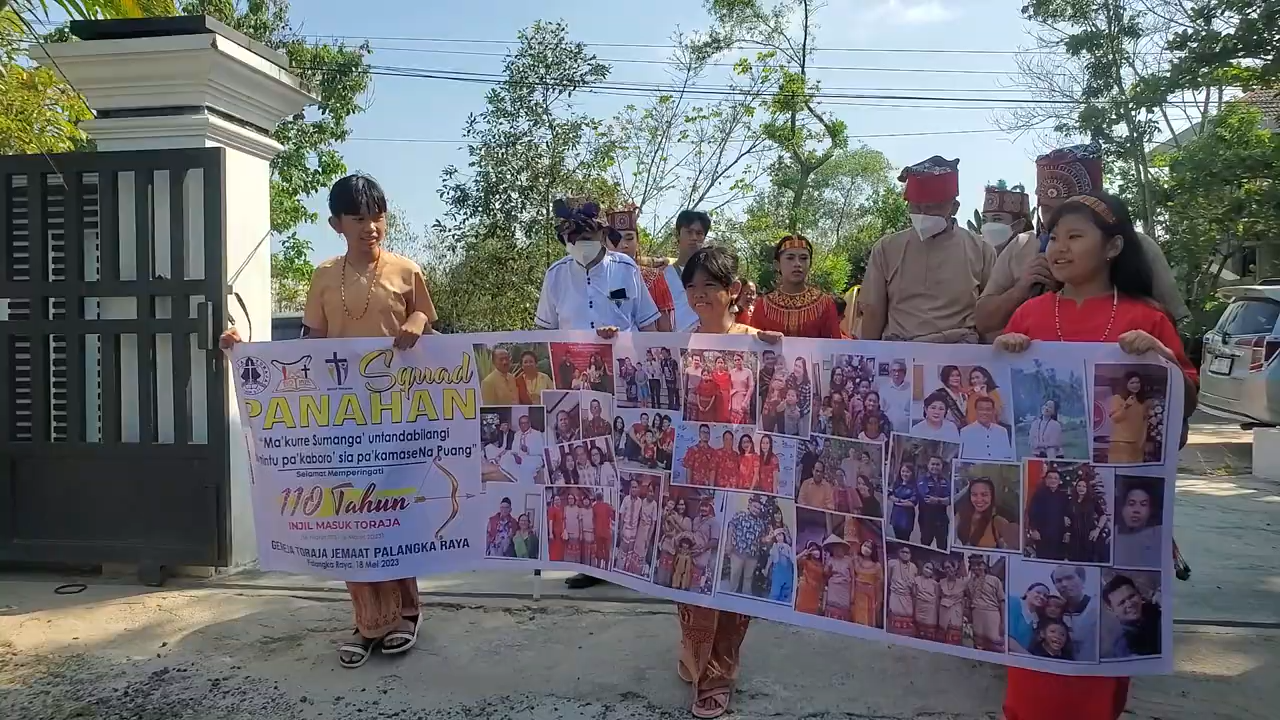 Squad
PANAHAN
"Ma'kurre Sumanga' untandabilangi
pa'kaboro' sia pa'kamaseNa Puang"
Selamat Memperingati
110 Tahun
INJIL MASUK TORAJA
GEREJA TORAJA JEMAAT PALANGKA RAYA
Palangka Raya, 18 Mei 2023